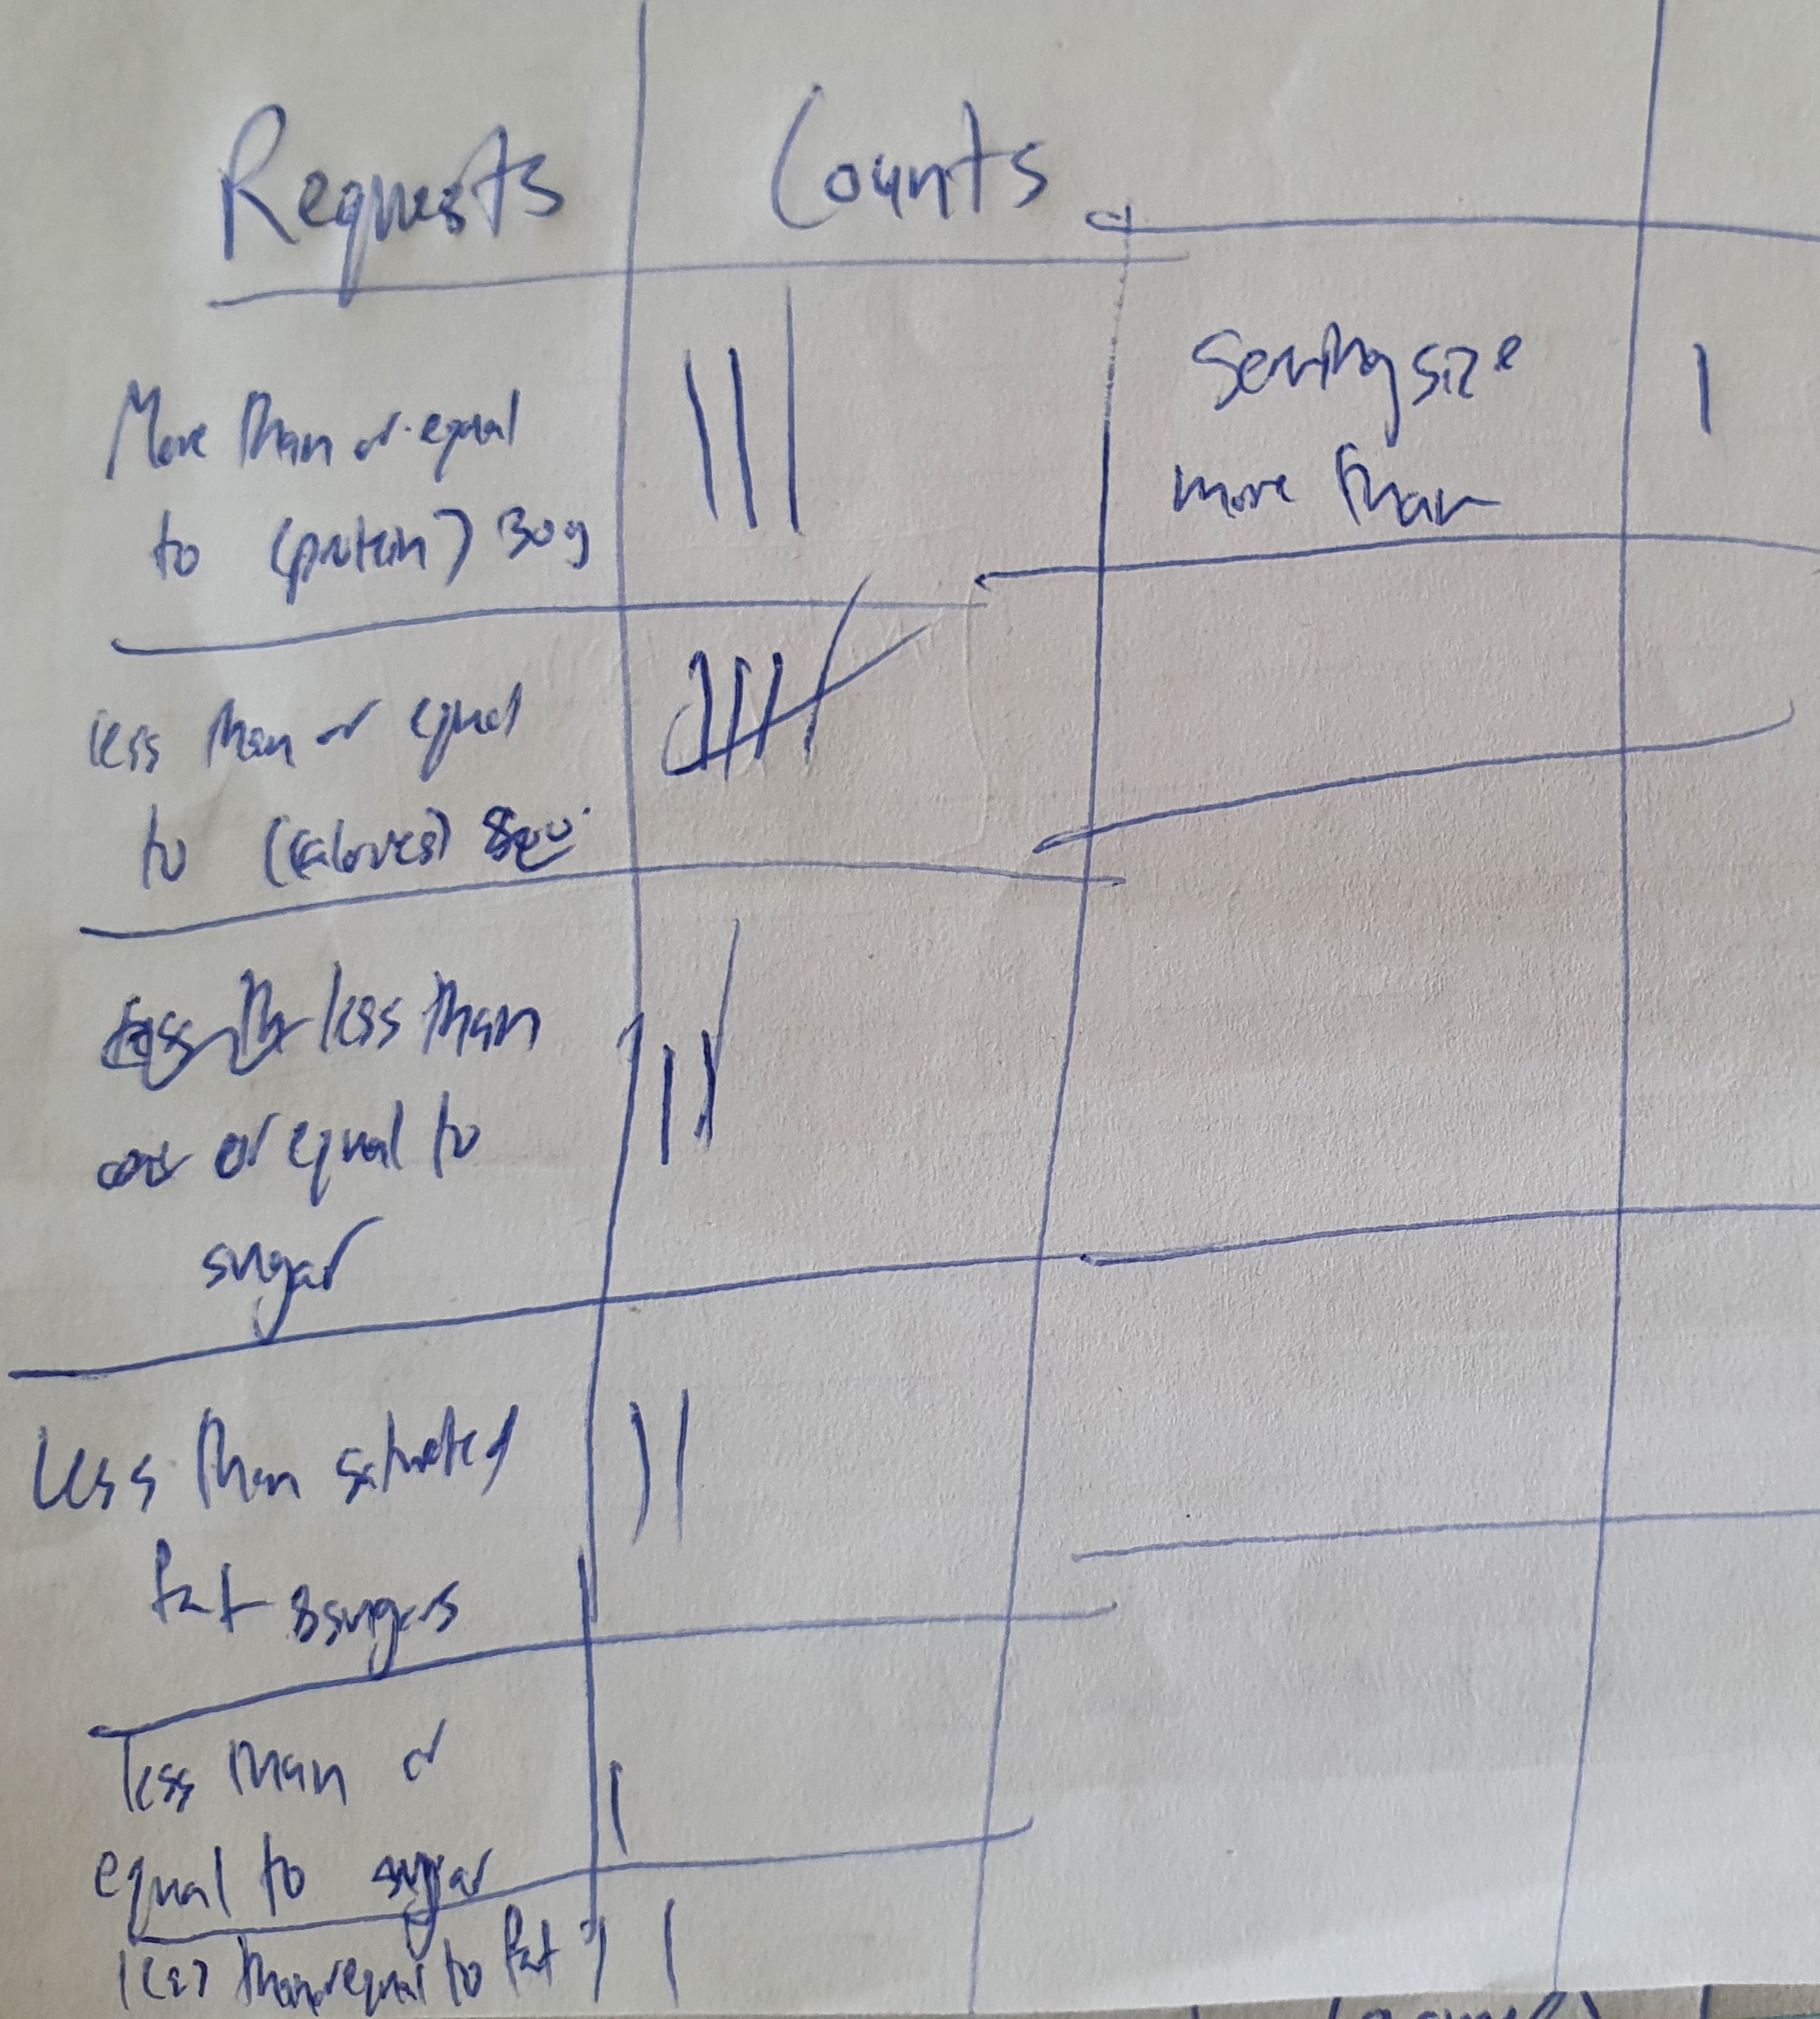 Requests
Counts
More than or equal
to (protein) 30g
less than or equal
to (calories) 800
less than
or equal to
sugar
Less than saturated
fat & sugars
less than or
equal to sugar
less than or equal to fat
Serving size
more than